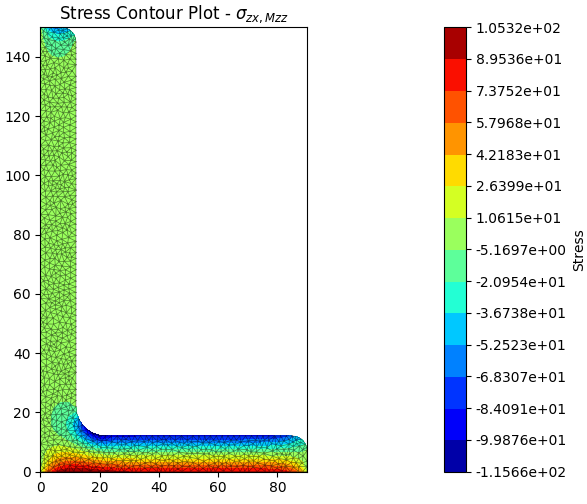 Stress Contour Plot - σzx,Mzz
140
120
100
80
60
40
20
0
0 20 40 60 80
1.0532e+02
8.9536e+01
7.3752e+01
5.7968e+01
4.2183e+01
2.6399e+01
1.0615e+01
-5.1697e+00
-2.0954e+01
-3.6738e+01
-5.2523e+01
-6.8307e+01
-8.4091e+01
-9.9876e+01
-1.1566e+02
Stress